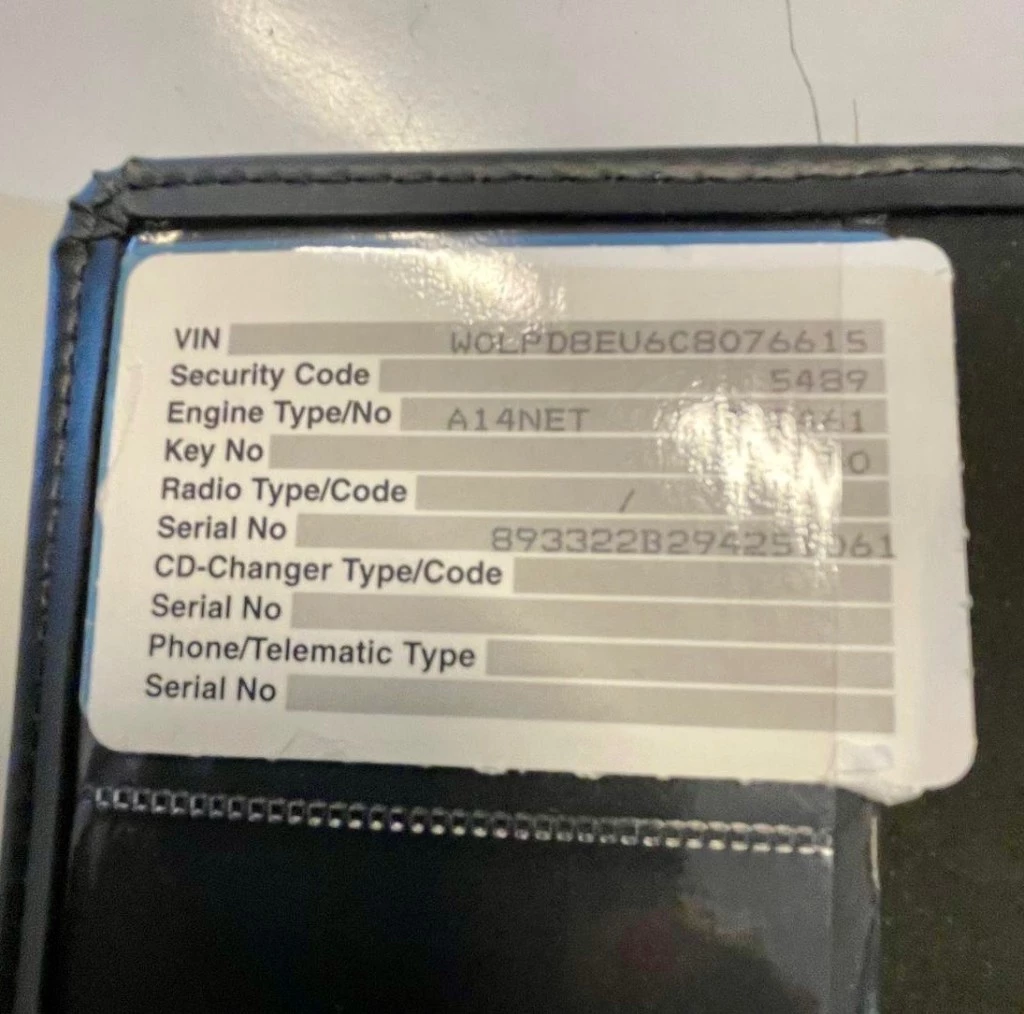 VIN W0LPD8EU6C8076615
Security Code 5489
Engine Type/No A14NET
Key No
Radio Type/Code /
Serial No
CD-Changer Type/Code
Serial No
Phone/Telematic Type
Serial No